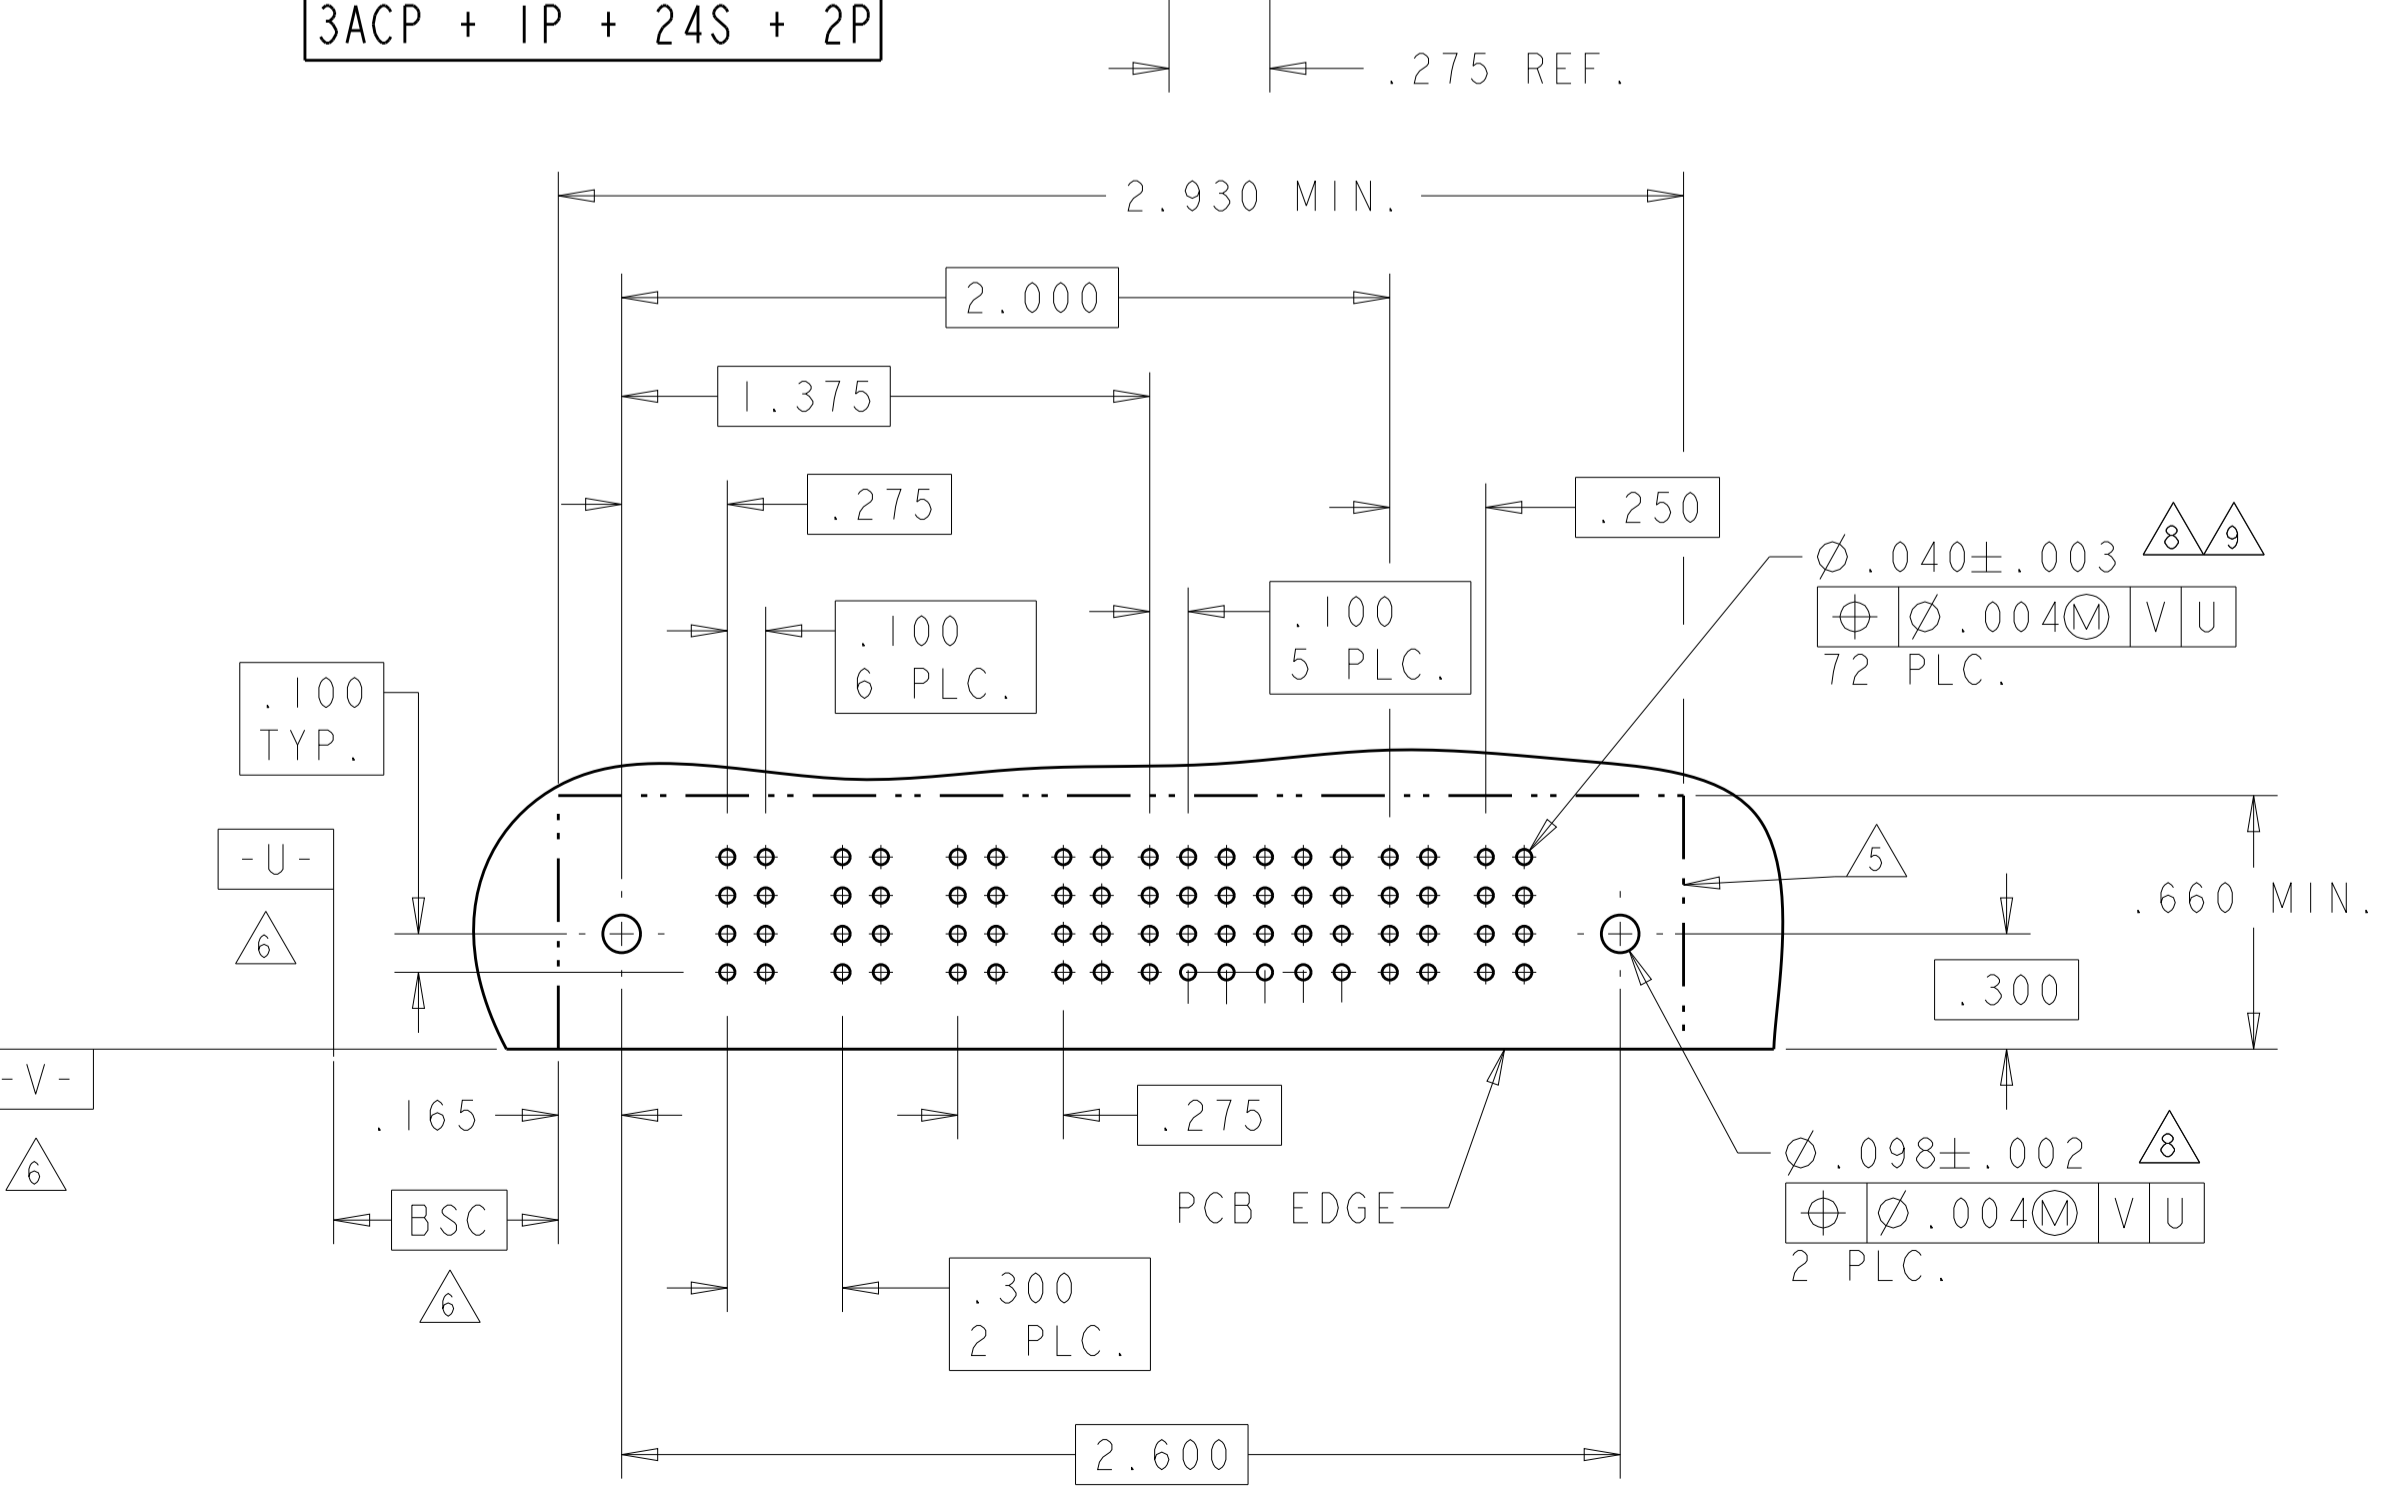 3ACP + 1P + 24S + 2P
.275 REF.
2.930 MIN.
2.000
1.375
.275
.250
8 9
⌀.040±.003
⌖ ⌀.004Ⓜ V U
72 PLC.
.100
6 PLC.
.100
5 PLC.
.100
TYP.
-U-
6
5
.660 MIN.
.300
-V-
6
.165
.275
8
⌀.098±.002
⌖ ⌀.004Ⓜ V U
2 PLC.
PCB EDGE
BSC
6
.300
2 PLC.
2.600